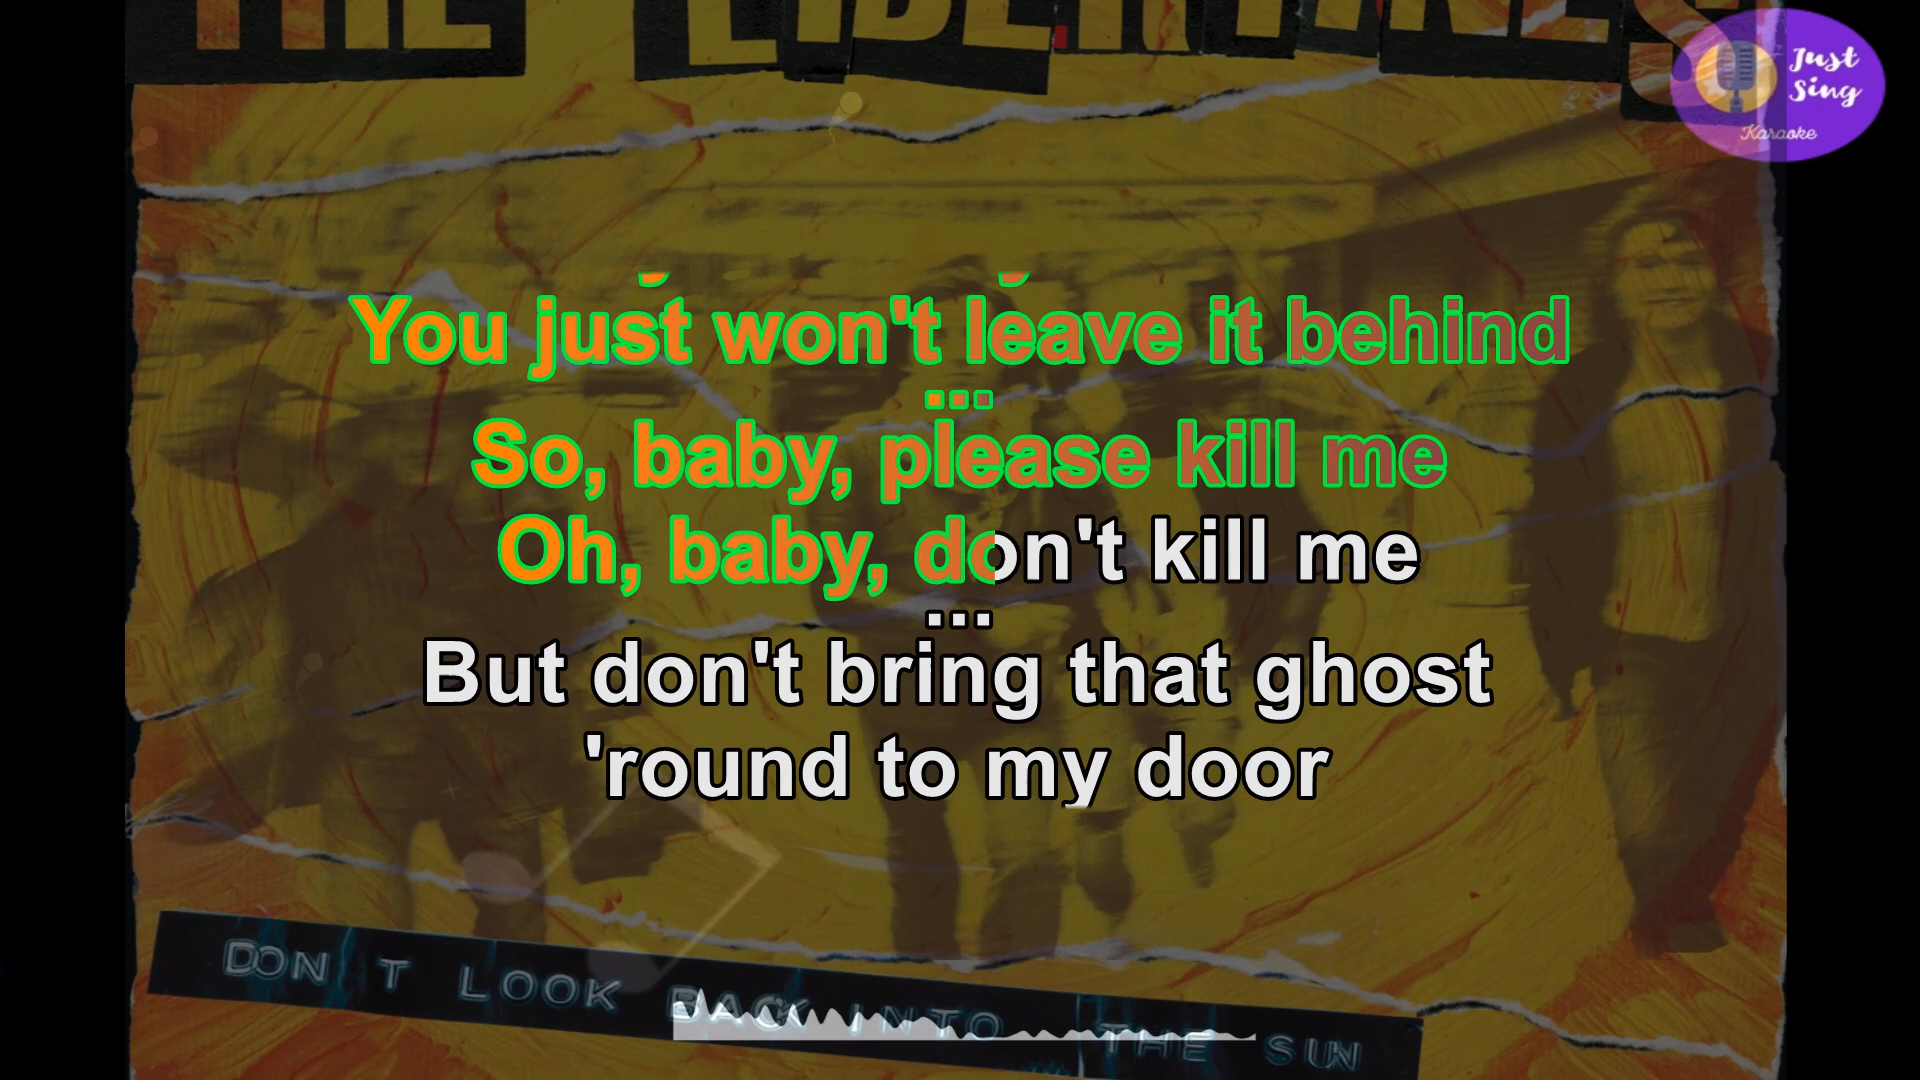 THE LIBERTINES
Just
Sing
Karaoke
You just won't leave it behind
...
So, baby, please kill me
Oh, baby, don't kill me
...
But don't bring that ghost
'round to my door
DON T LOOK BACK INTO THE SUN